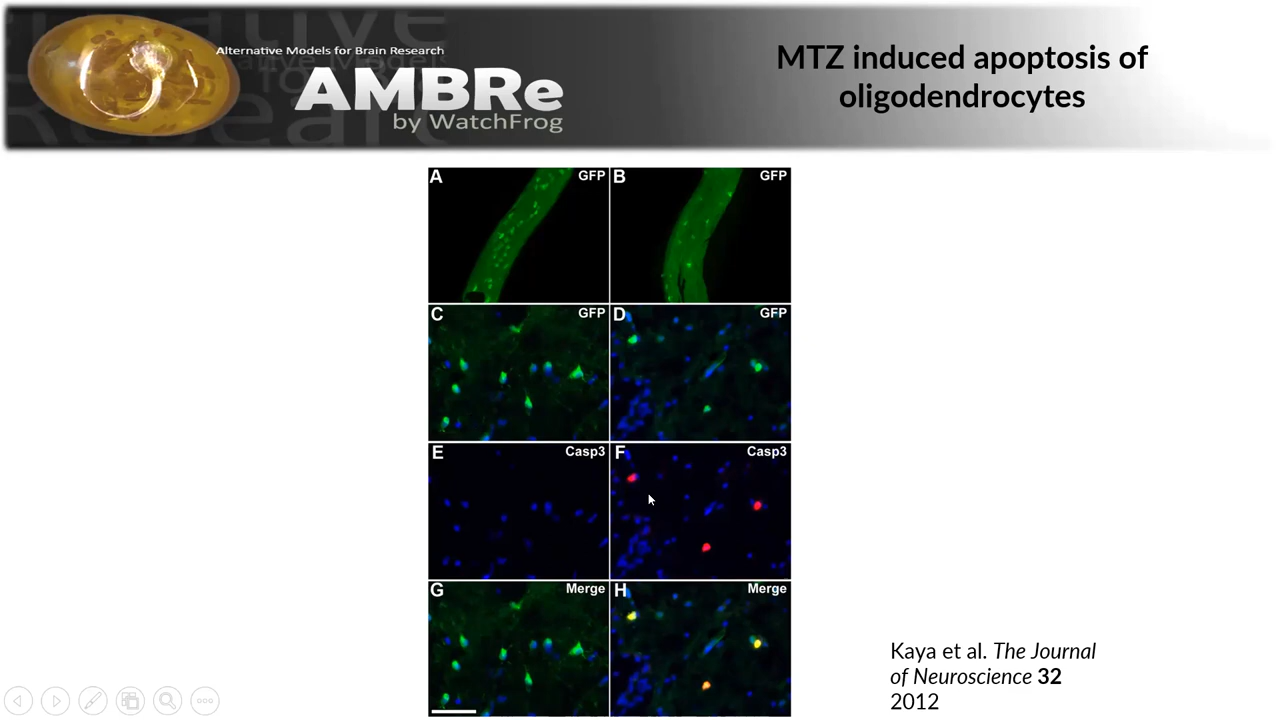 Alternative Models for Brain Research
AMBRe
by WatchFrog
MTZ induced apoptosis of
oligodendrocytes
A GFP
B GFP
C GFP
D GFP
E Casp3
F Casp3
G Merge
H Merge
Kaya et al. The Journal
of Neuroscience 32
2012